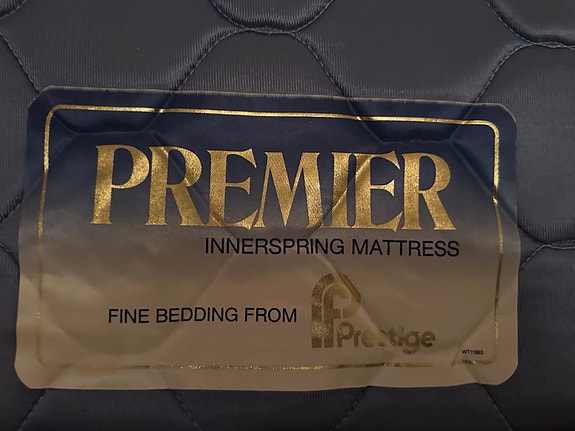 PREMIER
INNERSPRING MATTRESS
FINE BEDDING FROM Prestige